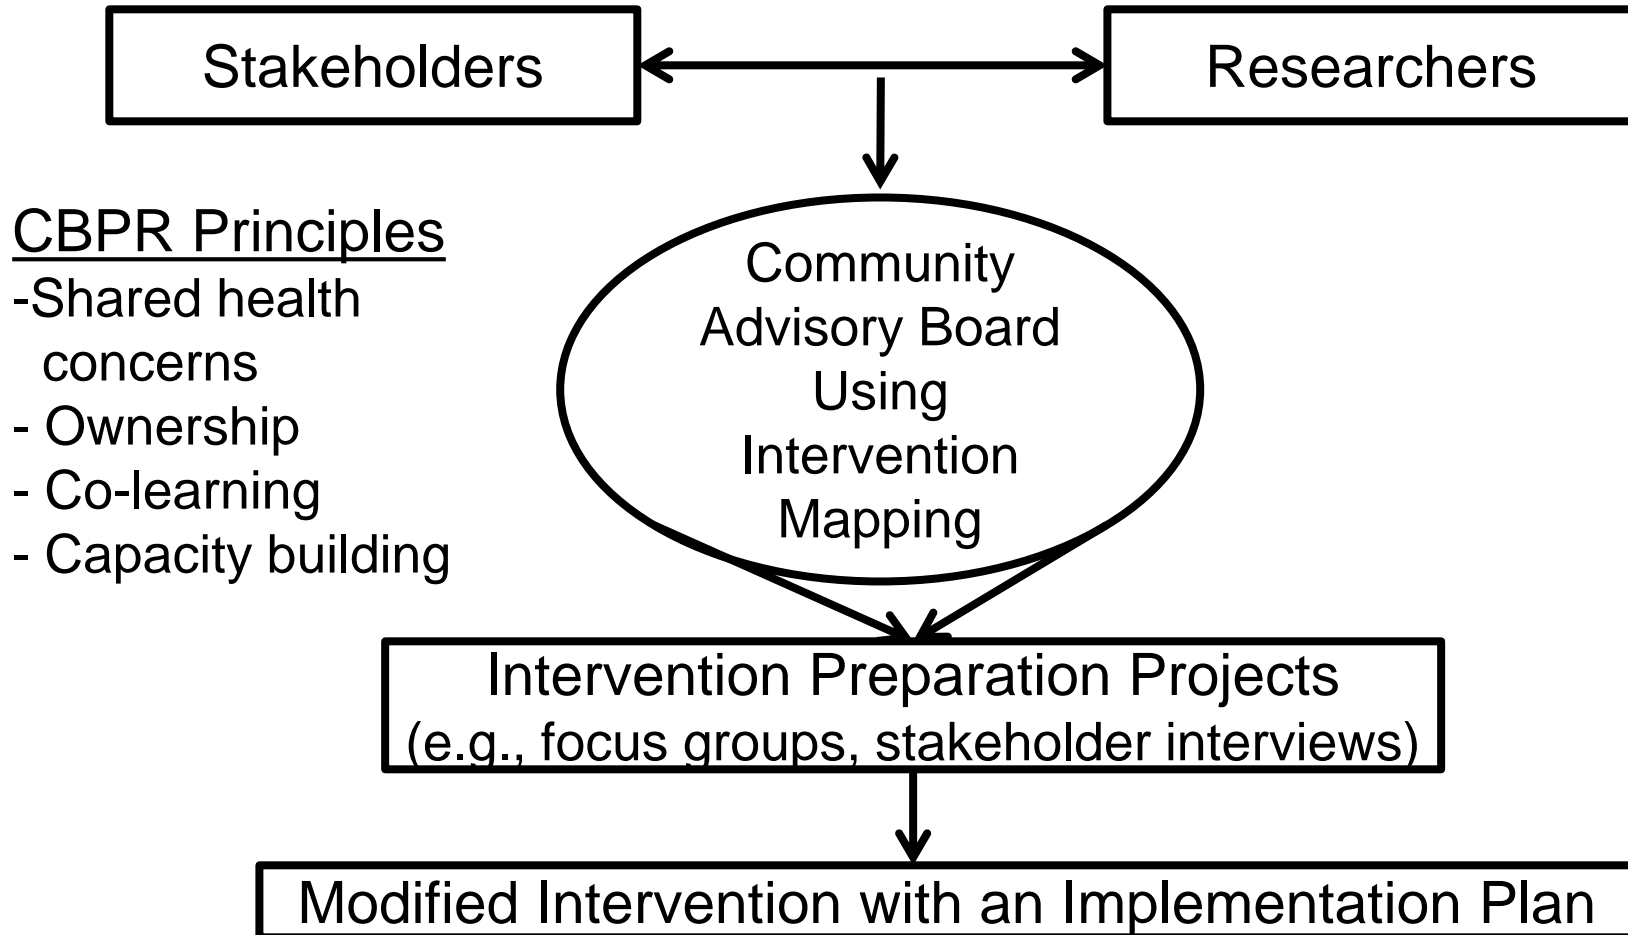 Stakeholders
Researchers
CBPR Principles
-Shared health
concerns
- Ownership
- Co-learning
- Capacity building
Community
Advisory Board
Using
Intervention
Mapping
Intervention Preparation Projects
(e.g., focus groups, stakeholder interviews)
Modified Intervention with an Implementation Plan